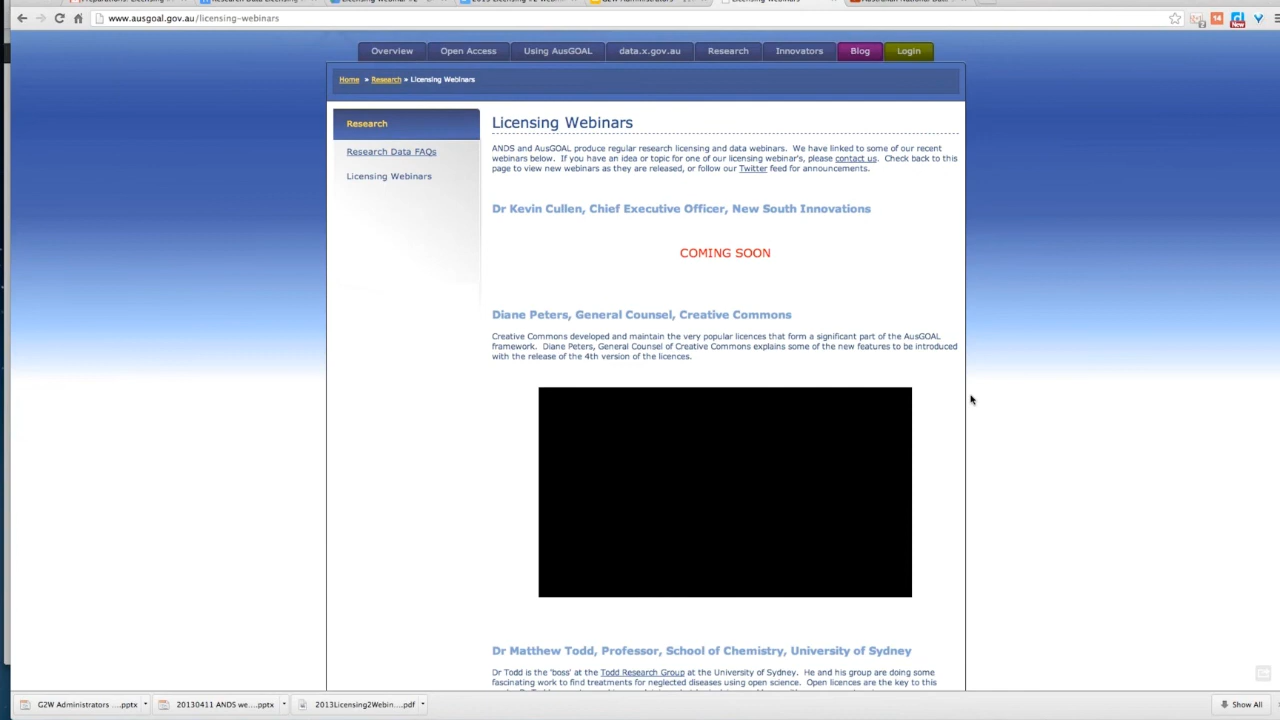 www.ausgoal.gov.au/licensing-webinars
14
New
Overview Open Access Using AusGOAL data.x.gov.au Research Innovators Blog Login
Home » Research » Licensing Webinars
Research
Research Data FAQs
Licensing Webinars
Licensing Webinars
ANDS and AusGOAL produce regular research licensing and data webinars. We have linked to some of our recent
webinars below. If you have an idea or topic for one of our licensing webinar's, please contact us. Check back to this
page to view new webinars as they are released, or follow our Twitter feed for announcements.
Dr Kevin Cullen, Chief Executive Officer, New South Innovations
COMING SOON
Diane Peters, General Counsel, Creative Commons
Creative Commons developed and maintain the very popular licences that form a significant part of the AusGOAL
framework. Diane Peters, General Counsel of Creative Commons explains some of the new features to be introduced
with the release of the 4th version of the licences.
Dr Matthew Todd, Professor, School of Chemistry, University of Sydney
Dr Todd is the 'boss' at the Todd Research Group at the University of Sydney. He and his group are doing some
fascinating work to find treatments for neglected diseases using open science. Open licences are the key to this
G2W Administrators ....pptx 20130411 ANDS we....pptx 2013Licensing2Webin....pdf Show All